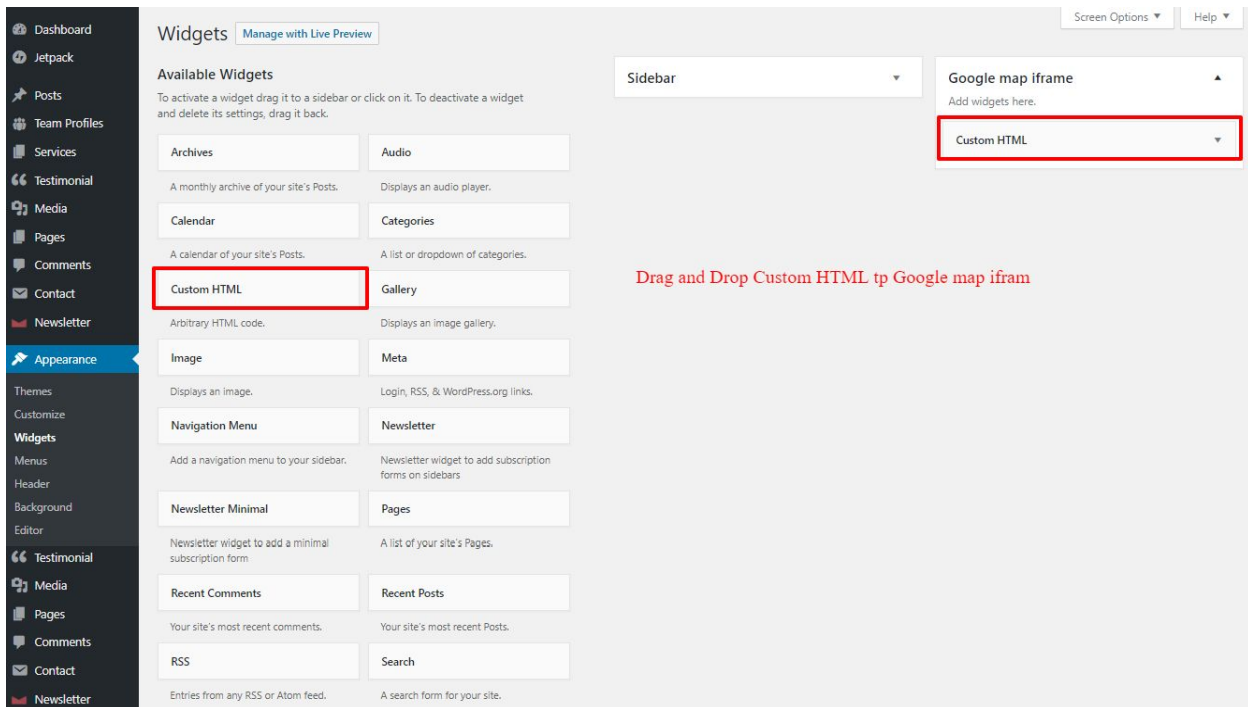 Screen Options ▼
Help ▼
Dashboard
Jetpack
Posts
Team Profiles
Services
Testimonial
Media
Pages
Comments
Contact
Newsletter
Appearance
Themes
Customize
Widgets
Menus
Header
Background
Editor
Testimonial
Media
Pages
Comments
Contact
Newsletter
Widgets
Manage with Live Preview
Available Widgets
To activate a widget drag it to a sidebar or click on it. To deactivate a widget
and delete its settings, drag it back.
Archives
A monthly archive of your site's Posts.
Audio
Displays an audio player.
Calendar
A calendar of your site's Posts.
Categories
A list or dropdown of categories.
Custom HTML
Arbitrary HTML code.
Gallery
Displays an image gallery.
Image
Displays an image.
Meta
Login, RSS, & WordPress.org links.
Navigation Menu
Add a navigation menu to your sidebar.
Newsletter
Newsletter widget to add subscription
forms on sidebars
Newsletter Minimal
Newsletter widget to add a minimal
subscription form
Pages
A list of your site's Pages.
Recent Comments
Your site's most recent comments.
Recent Posts
Your site's most recent Posts.
RSS
Entries from any RSS or Atom feed.
Search
A search form for your site.
Sidebar
Google map iframe
Add widgets here.
Custom HTML
Drag and Drop Custom HTML tp Google map ifram